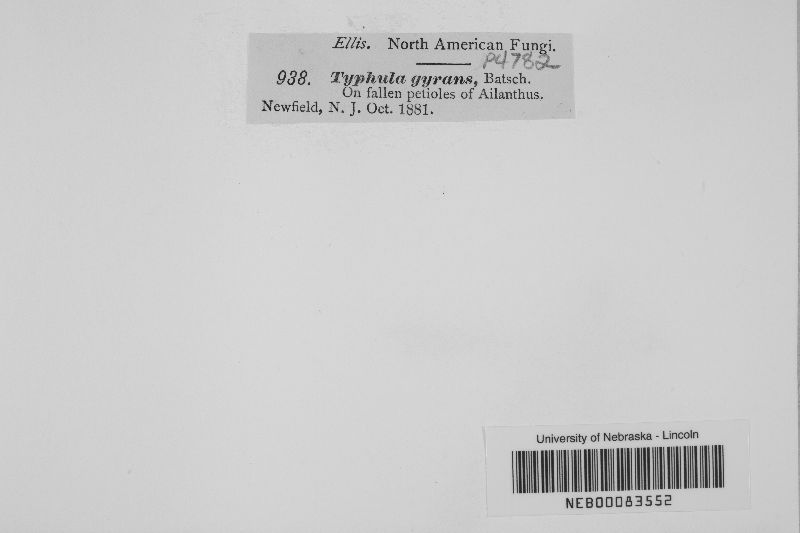 Ellis. North American Fungi.
P4782
938. Typhula gyrans, Batsch.
On fallen petioles of Ailanthus.
Newfield, N. J. Oct. 1881.
University of Nebraska - Lincoln
NEB00083552